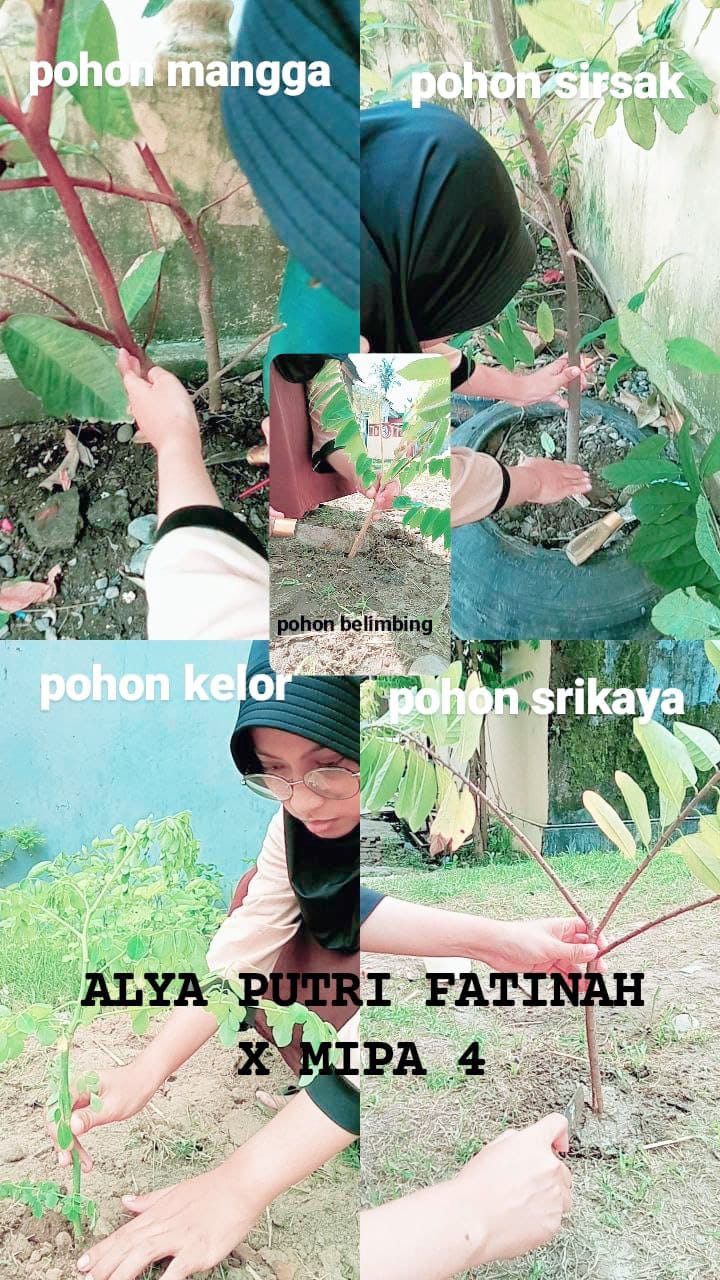 pohon mangga
pohon sirsak
pohon belimbing
pohon kelor
pohon srikaya
ALYA PUTRI FATINAH
X MIPA 4